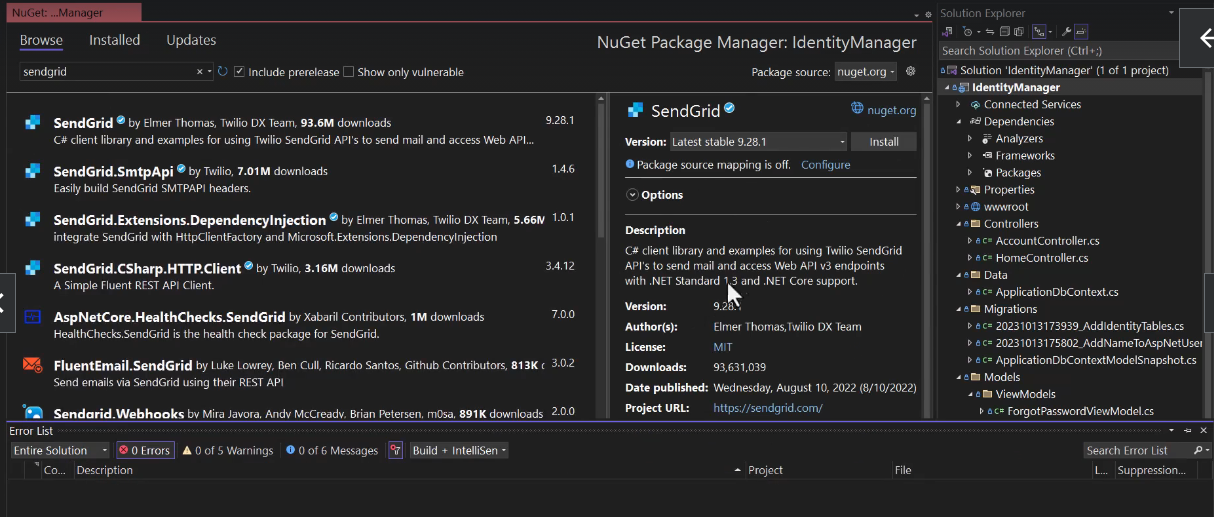 NuGet: ...Manager
Browse Installed Updates
NuGet Package Manager: IdentityManager
sendgrid
Include prerelease Show only vulnerable
Package source: nuget.org
SendGrid by Elmer Thomas, Twilio DX Team, 93.6M downloads 9.28.1
C# client library and examples for using Twilio SendGrid API's to send mail and access Web API...
SendGrid.SmtpApi by Twilio, 7.01M downloads 1.4.6
Easily build SendGrid SMTPAPI headers.
SendGrid.Extensions.DependencyInjection by Elmer Thomas, Twilio DX Team, 5.66M 1.0.1
integrate SendGrid with HttpClientFactory and Microsoft.Extensions.DependencyInjection
SendGrid.CSharp.HTTP.Client by Twilio, 3.16M downloads 3.4.12
A Simple Fluent REST API Client.
AspNetCore.HealthChecks.SendGrid by Xabaril Contributors, 1M downloads 7.0.0
HealthChecks.SendGrid is the health check package for SendGrid.
FluentEmail.SendGrid by Luke Lowrey, Ben Cull, Ricardo Santos, Github Contributors, 813K 3.0.2
Send emails via SendGrid using their REST API
Sendgrid.Webhooks by Mira Javora, Andy McCready, Brian Petersen, m0sa, 891K downloads 2.0.0
SendGrid
nuget.org
Version: Latest stable 9.28.1 Install
Package source mapping is off. Configure
Options
Description
C# client library and examples for using Twilio SendGrid
API's to send mail and access Web API v3 endpoints
with .NET Standard 1.3 and .NET Core support.
Version: 9.28.1
Author(s): Elmer Thomas,Twilio DX Team
License: MIT
Downloads: 93,631,039
Date published: Wednesday, August 10, 2022 (8/10/2022)
Project URL: https://sendgrid.com/
Solution Explorer
Search Solution Explorer (Ctrl+;)
Solution 'IdentityManager' (1 of 1 project)
IdentityManager
Connected Services
Dependencies
Analyzers
Frameworks
Packages
Properties
wwwroot
Controllers
C# AccountController.cs
C# HomeController.cs
Data
C# ApplicationDbContext.cs
Migrations
C# 20231013173939_AddIdentityTables.cs
C# 20231013175802_AddNameToAspNetUser
C# ApplicationDbContextModelSnapshot.cs
Models
ViewModels
C# ForgotPasswordViewModel.cs
Error List
Entire Solution 0 Errors 0 of 5 Warnings 0 of 6 Messages Build + IntelliSen Search Error List
Co... Description Project File L... Suppression...